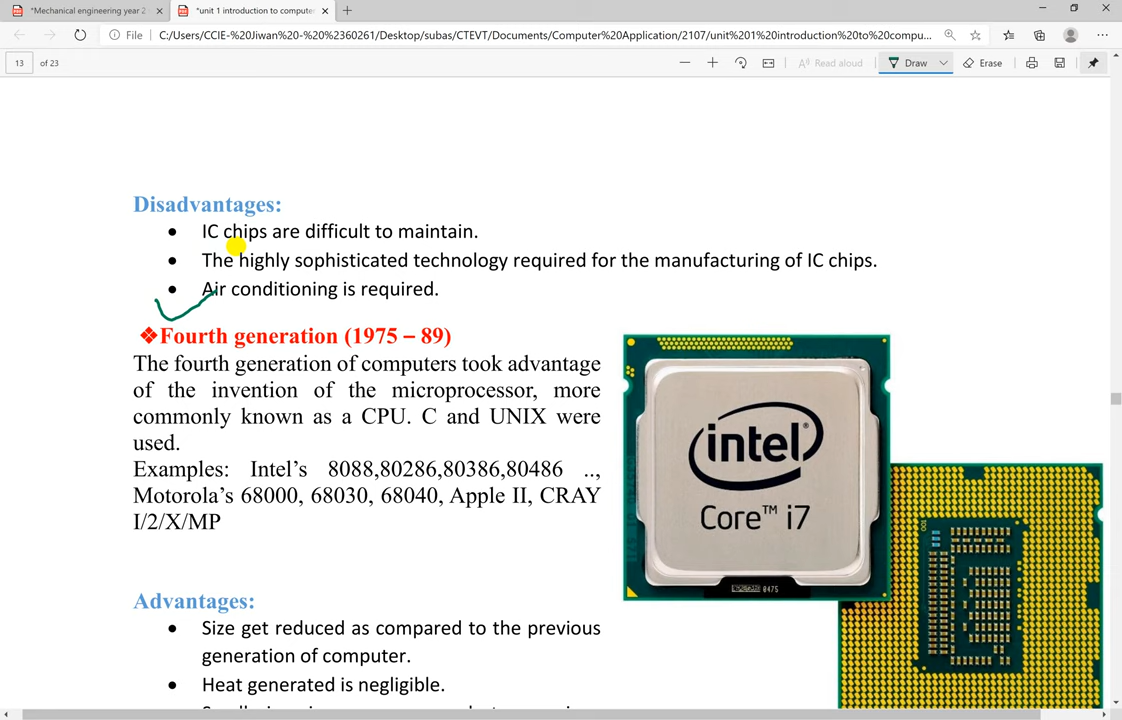 "Mechanical engineering year 2
"unit 1 introduction to compute
File C:/Users/CCIE-%20Jiwan%20-%20%2360261/Desktop/subas/CTEVT/Documents/Computer%20Application/2107/unit%201%20introduction%20to%20compu...
13 of 23
Read aloud
Draw
Erase
Disadvantages:
• IC chips are difficult to maintain.
• The highly sophisticated technology required for the manufacturing of IC chips.
• Air conditioning is required.
❖Fourth generation (1975 – 89)
The fourth generation of computers took advantage
of the invention of the microprocessor, more
commonly known as a CPU. C and UNIX were
used.
Examples: Intel's 8088,80286,80386,80486 ..,
Motorola's 68000, 68030, 68040, Apple II, CRAY
I/2/X/MP
intel®
Core™ i7
Advantages:
• Size get reduced as compared to the previous
generation of computer.
• Heat generated is negligible.